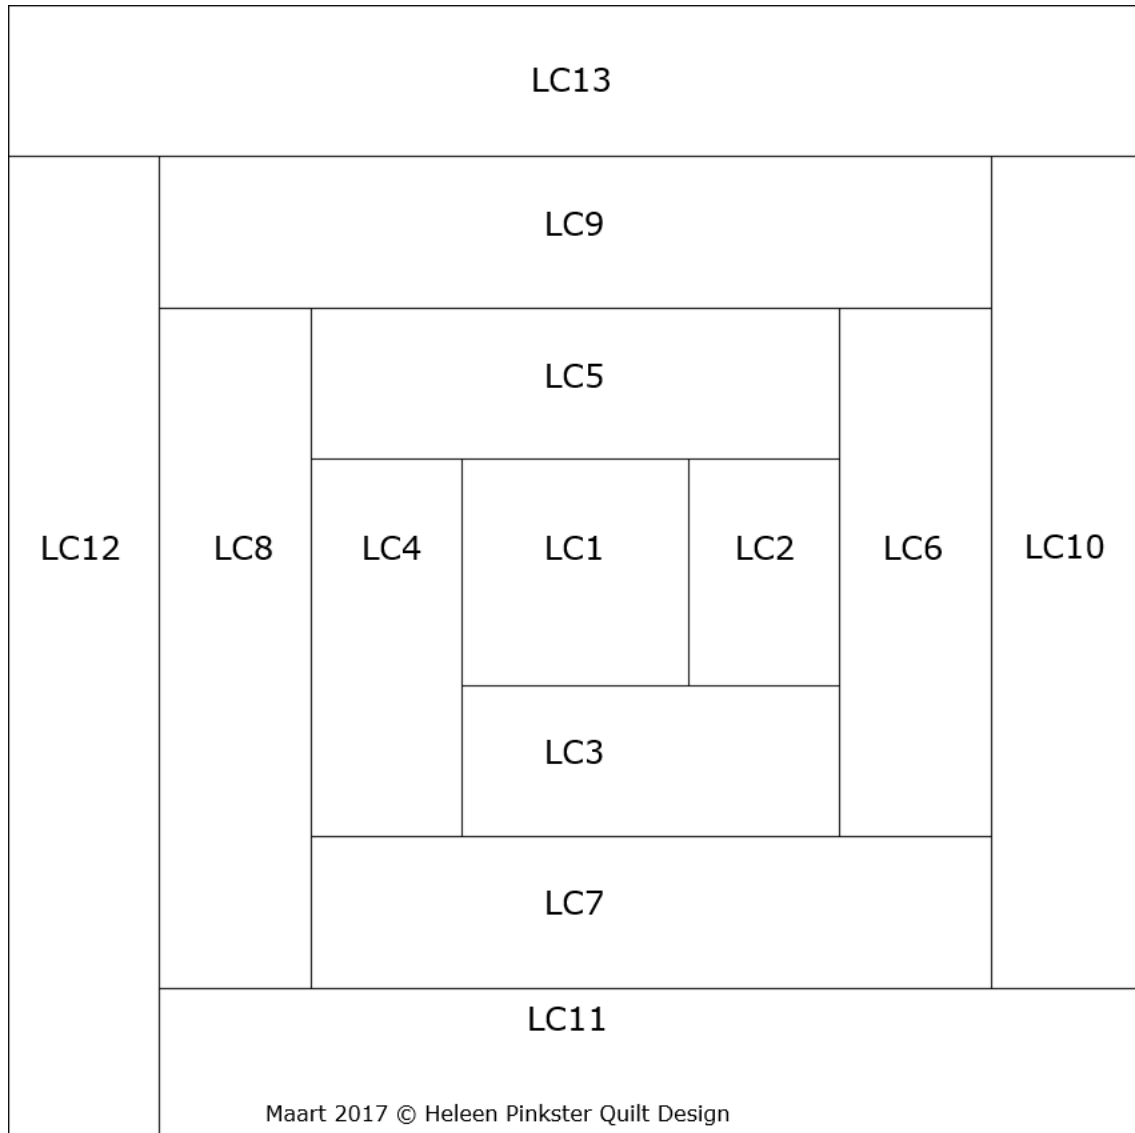 LC13
LC9
LC5
LC12 LC8 LC4 LC1 LC2 LC6 LC10
LC3
LC7
LC11
Maart 2017 © Heleen Pinkster Quilt Design